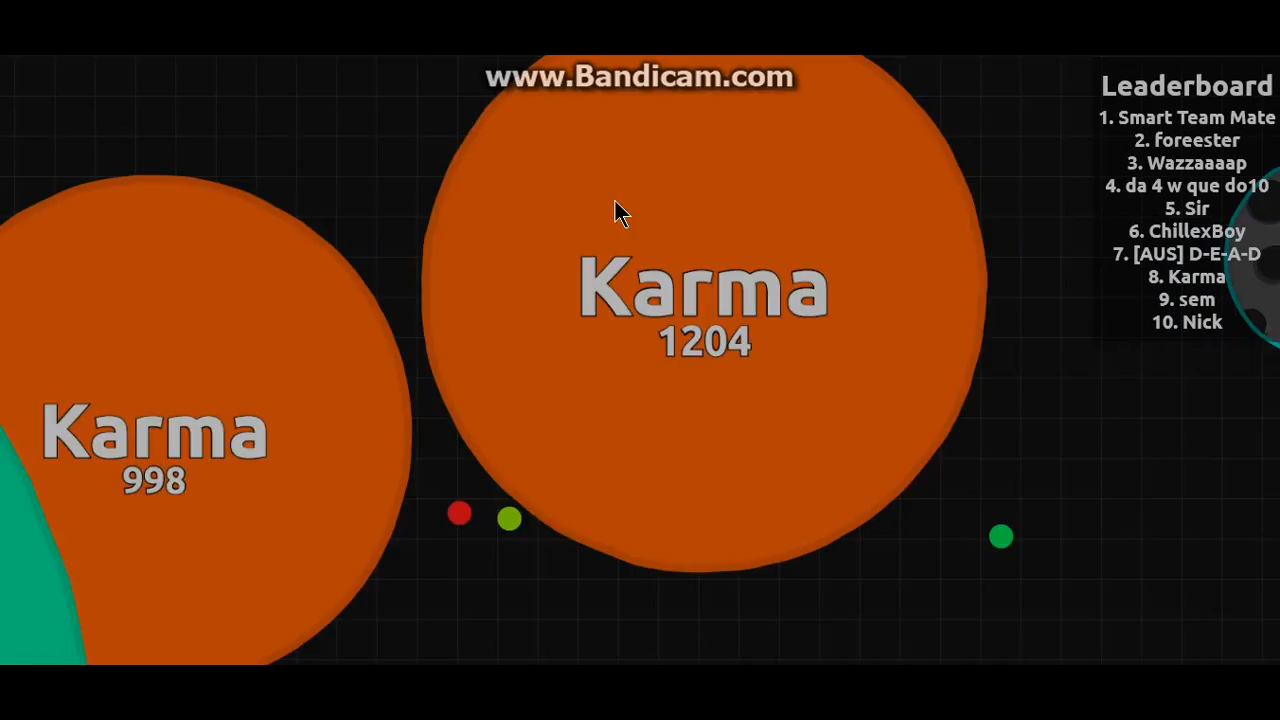 www.Bandicam.com
Leaderboard
1. Smart Team Mate
2. foreester
3. Wazzaaaap
4. da 4 w que do10
5. Sir
6. ChillexBoy
7. [AUS] D-E-A-D
8. Karma
9. sem
10. Nick
Karma
1204
Karma
998